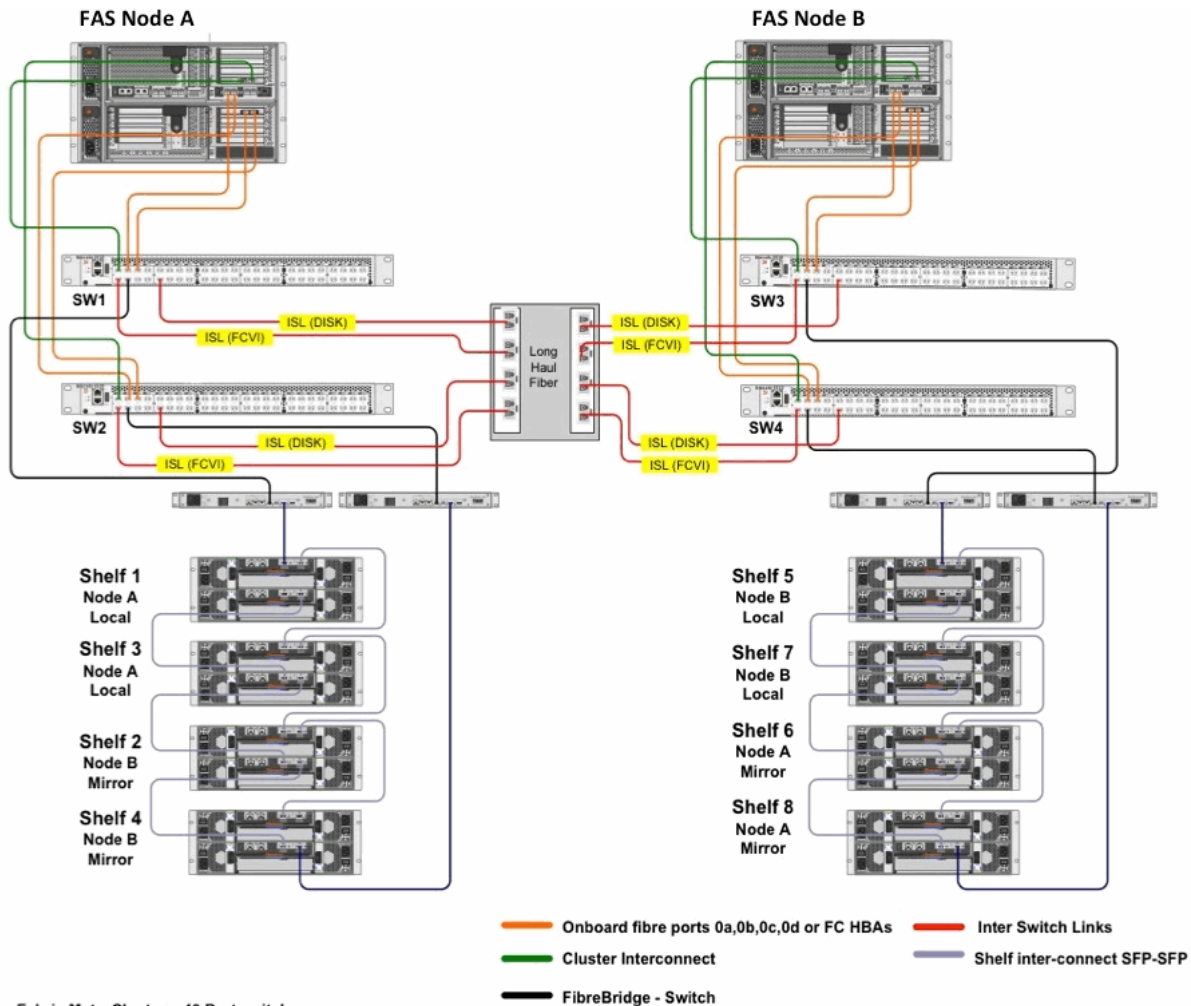 FAS Node A
FAS Node B
SW1
SW3
ISL (DISK)
ISL (FCVI)
Long
Haul
Fiber
ISL (DISK)
ISL (FCVI)
SW2
SW4
ISL (DISK)
ISL (FCVI)
ISL (DISK)
ISL (FCVI)
Shelf 1
Node A
Local
Shelf 3
Node A
Local
Shelf 2
Node B
Mirror
Shelf 4
Node B
Mirror
Shelf 5
Node B
Local
Shelf 7
Node B
Local
Shelf 6
Node A
Mirror
Shelf 8
Node A
Mirror
Onboard fibre ports 0a,0b,0c,0d or FC HBAs
Inter Switch Links
Cluster Interconnect
Shelf inter-connect SFP-SFP
FibreBridge - Switch